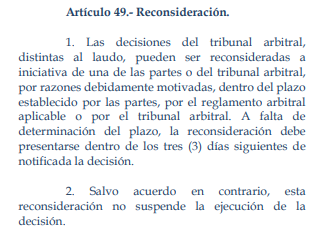 Artículo 49.- Reconsideración.
1. Las decisiones del tribunal arbitral,
distintas al laudo, pueden ser reconsideradas a
iniciativa de una de las partes o del tribunal arbitral,
por razones debidamente motivadas, dentro del plazo
establecido por las partes, por el reglamento arbitral
aplicable o por el tribunal arbitral. A falta de
determinación del plazo, la reconsideración debe
presentarse dentro de los tres (3) días siguientes de
notificada la decisión.
2. Salvo acuerdo en contrario, esta
reconsideración no suspende la ejecución de la
decisión.